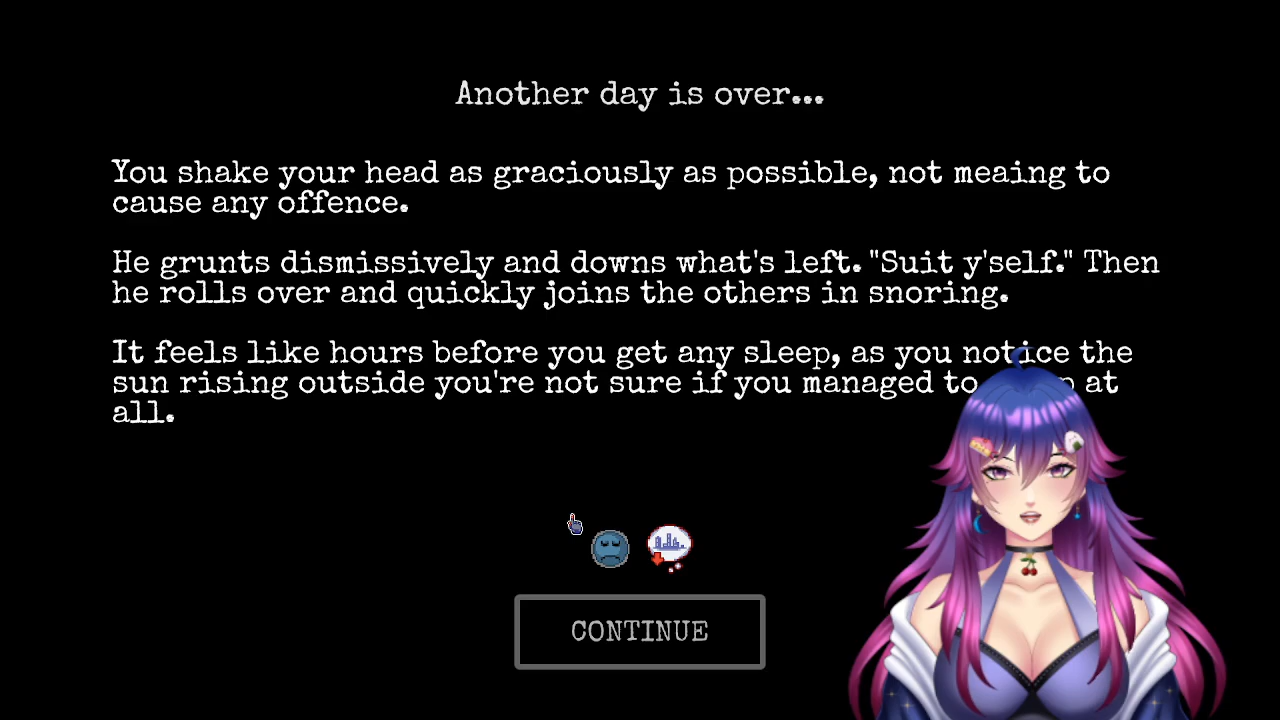 Another day is over...
You shake your head as graciously as possible, not meaing to
cause any offence.
He grunts dismissively and downs what's left. "Suit y'self." Then
he rolls over and quickly joins the others in snoring.
It feels like hours before you get any sleep, as you notice the
sun rising outside you're not sure if you managed to at
all.
CONTINUE